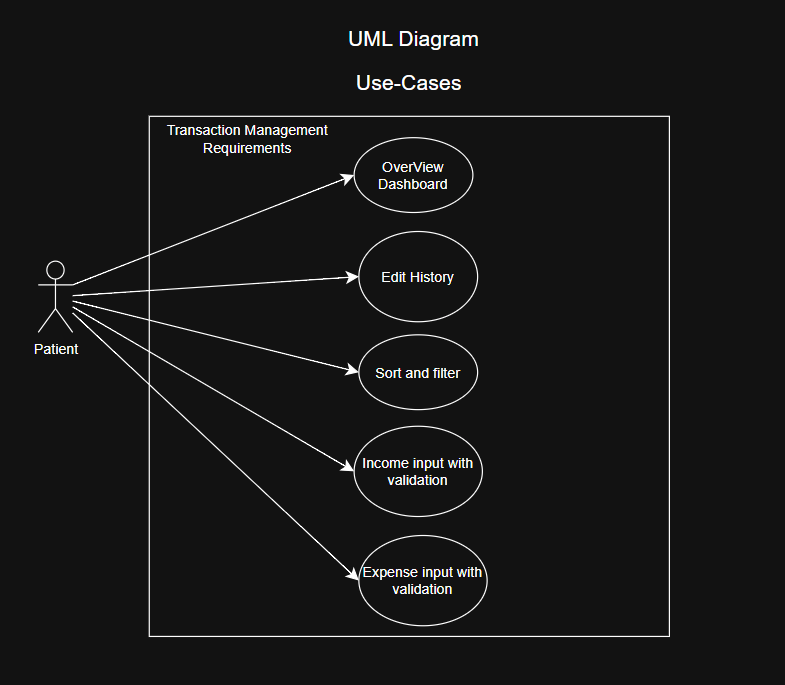 UML Diagram
Use-Cases
Transaction Management
Requirements
OverView
Dashboard
Edit History
Patient
Sort and filter
Income input with
validation
Expense input with
validation